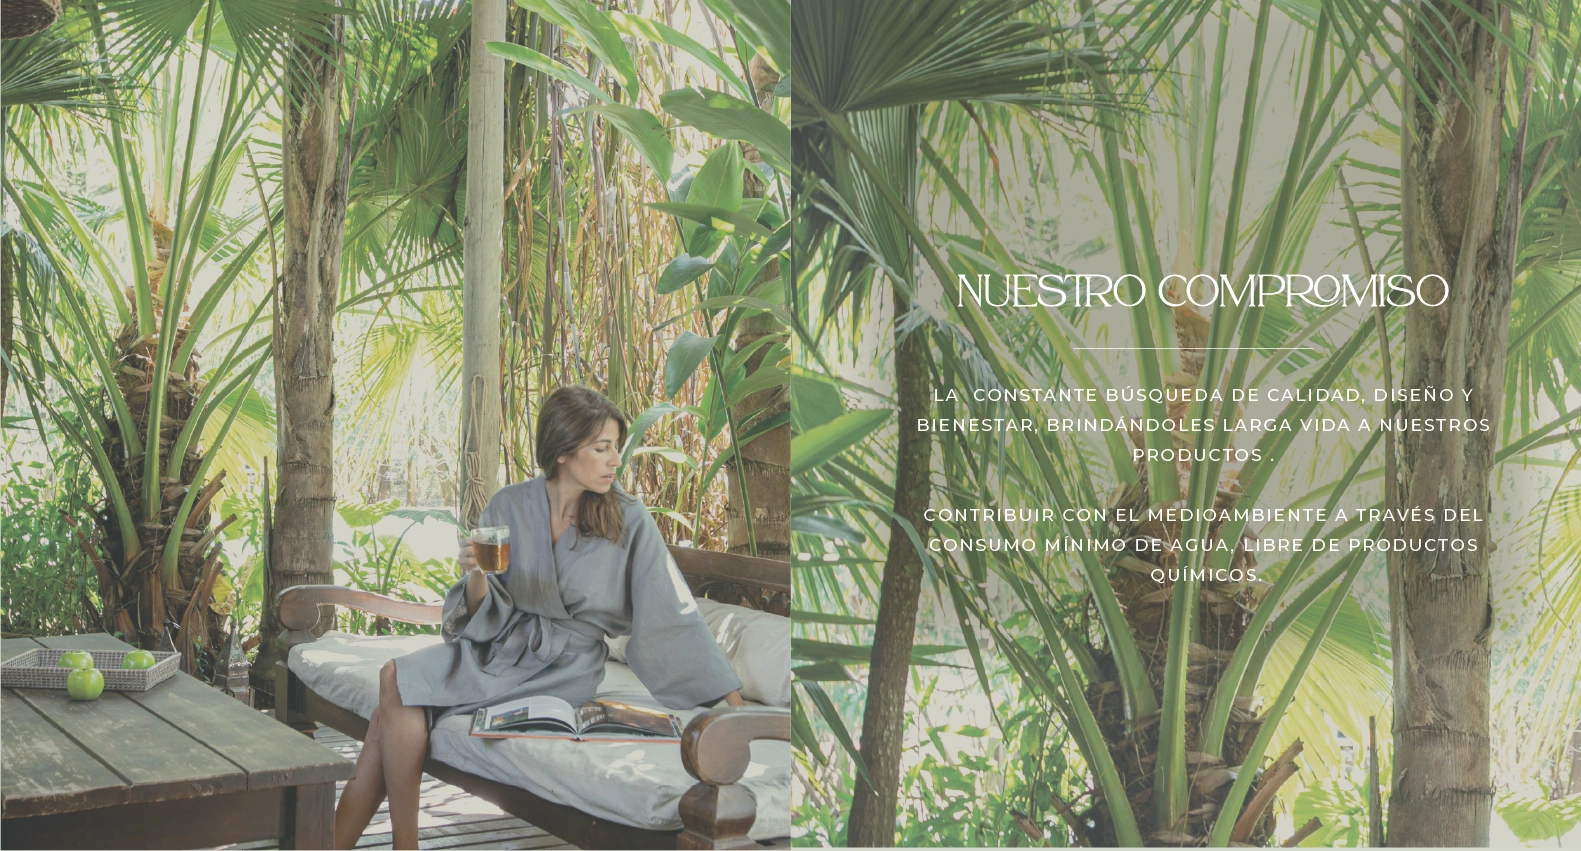 NUESTRO COMPROMISO
LA CONSTANTE BÚSQUEDA DE CALIDAD, DISEÑO Y
BIENESTAR, BRINDÁNDOLES LARGA VIDA A NUESTROS
PRODUCTOS .
CONTRIBUIR CON EL MEDIOAMBIENTE A TRAVÉS DEL
CONSUMO MÍNIMO DE AGUA, LIBRE DE PRODUCTOS
QUÍMICOS.